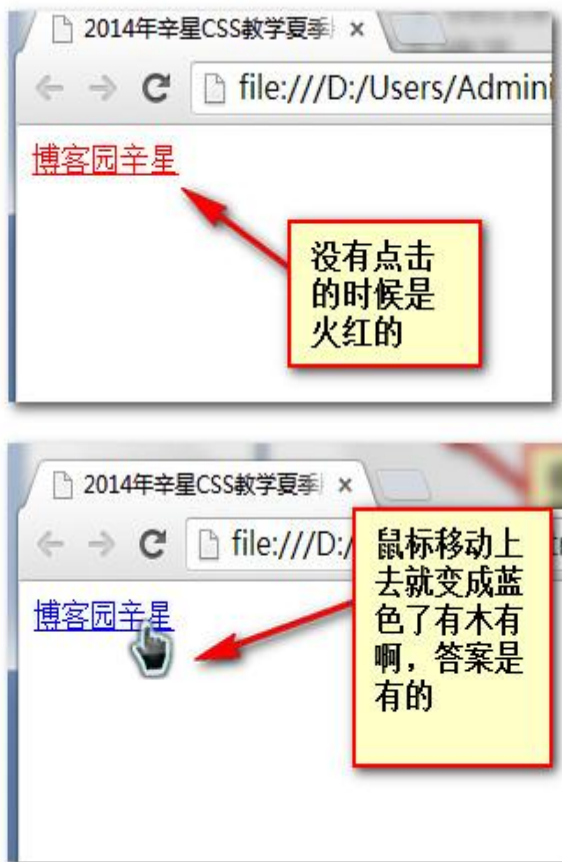 2014年辛星CSS教学夏季
file:///D:/Users/Admini
博客园辛星
没有点击
的时候是
火红的
2014年辛星CSS教学夏季
file:///D:/
博客园辛星
鼠标移动上
去就变成蓝
色了有木有
啊，答案是
有的